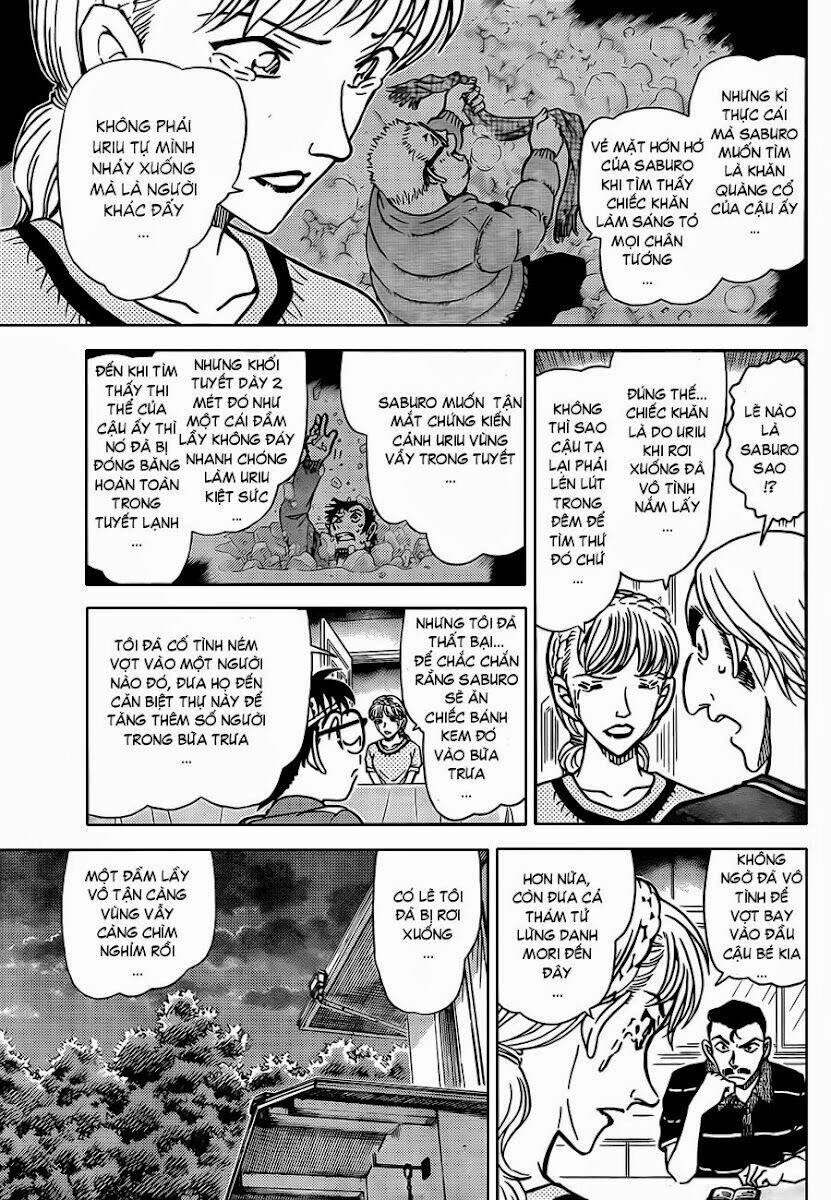 NHƯNG KÌ
THỰC CÁI
MÀ SABURO
MUỐN TÌM
LÀ KHĂN
QUÀNG CỔ
CỦA CẬU ẤY
...
VẺ MẶT HỚN HỞ
CỦA SABURO
KHI TÌM THẤY
CHIẾC KHĂN
LÀM SÁNG TỎ
MỌI CHÂN
TƯỚNG
...
KHÔNG PHẢI
URIU TỰ MÌNH
NHẢY XUỐNG
MÀ LÀ NGƯỜI
KHÁC ĐẤY
...
LẼ NÀO
LÀ
SABURO
SAO
!?
ĐÚNG THẾ...
CHIẾC KHĂN
LÀ DO URIU
KHI RƠI
XUỐNG ĐÃ
VÔ TÌNH
NẮM LẤY
...
KHÔNG
THÌ SAO
CẬU TA
LẠI PHẢI
LÉN LÚT
TRONG
ĐÊM ĐỂ
TÌM THỨ
ĐÓ CHỨ
...
SABURO MUỐN TẬN
MẮT CHỨNG KIẾN
CẢNH URIU VÙNG
VẪY TRONG TUYẾT
...
NHƯNG KHỐI
TUYẾT DÀY 2
MÉT ĐÓ NHƯ
MỘT CÁI ĐẦM
LẦY KHÔNG ĐÁY
NHANH CHÓNG
LÀM URIU
KIỆT SỨC
...
ĐẾN KHI TÌM
THẤY THI
THỂ CỦA
CẬU ẤY THÌ
NÓ ĐÃ BỊ
ĐÓNG BĂNG
HOÀN TOÀN
TRONG
TUYẾT LẠNH
...
NHƯNG TÔI ĐÃ
THẤT BẠI...
ĐỂ CHẮC CHẮN
RẰNG SABURO
SẼ ĂN
CHIẾC BÁNH
KEM ĐÓ
VÀO BỮA
TRƯA
...
TÔI ĐÃ CỐ TÌNH NÉM
VỢT VÀO MỘT NGƯỜI
NÀO ĐÓ, ĐƯA HỌ ĐẾN
CĂN BIỆT THỰ NÀY ĐỂ
TĂNG THÊM SỐ NGƯỜI
TRONG BỮA TRƯA
...
KHÔNG
NGỜ ĐÃ VÔ
TÌNH ĐỂ
VỢT BAY
VÀO ĐẦU
CẬU BÉ KIA
...
HƠN NỮA,
CÒN ĐƯA CẢ
THÁM TỬ
LỪNG DANH
MORI ĐẾN
ĐÂY
...
CÓ LẼ TÔI
ĐÃ BỊ RƠI
XUỐNG
...
MỘT ĐẦM LẦY
VÔ TẬN CÀNG
VÙNG VẪY
CÀNG CHÌM
NGHỈM RỒI
...